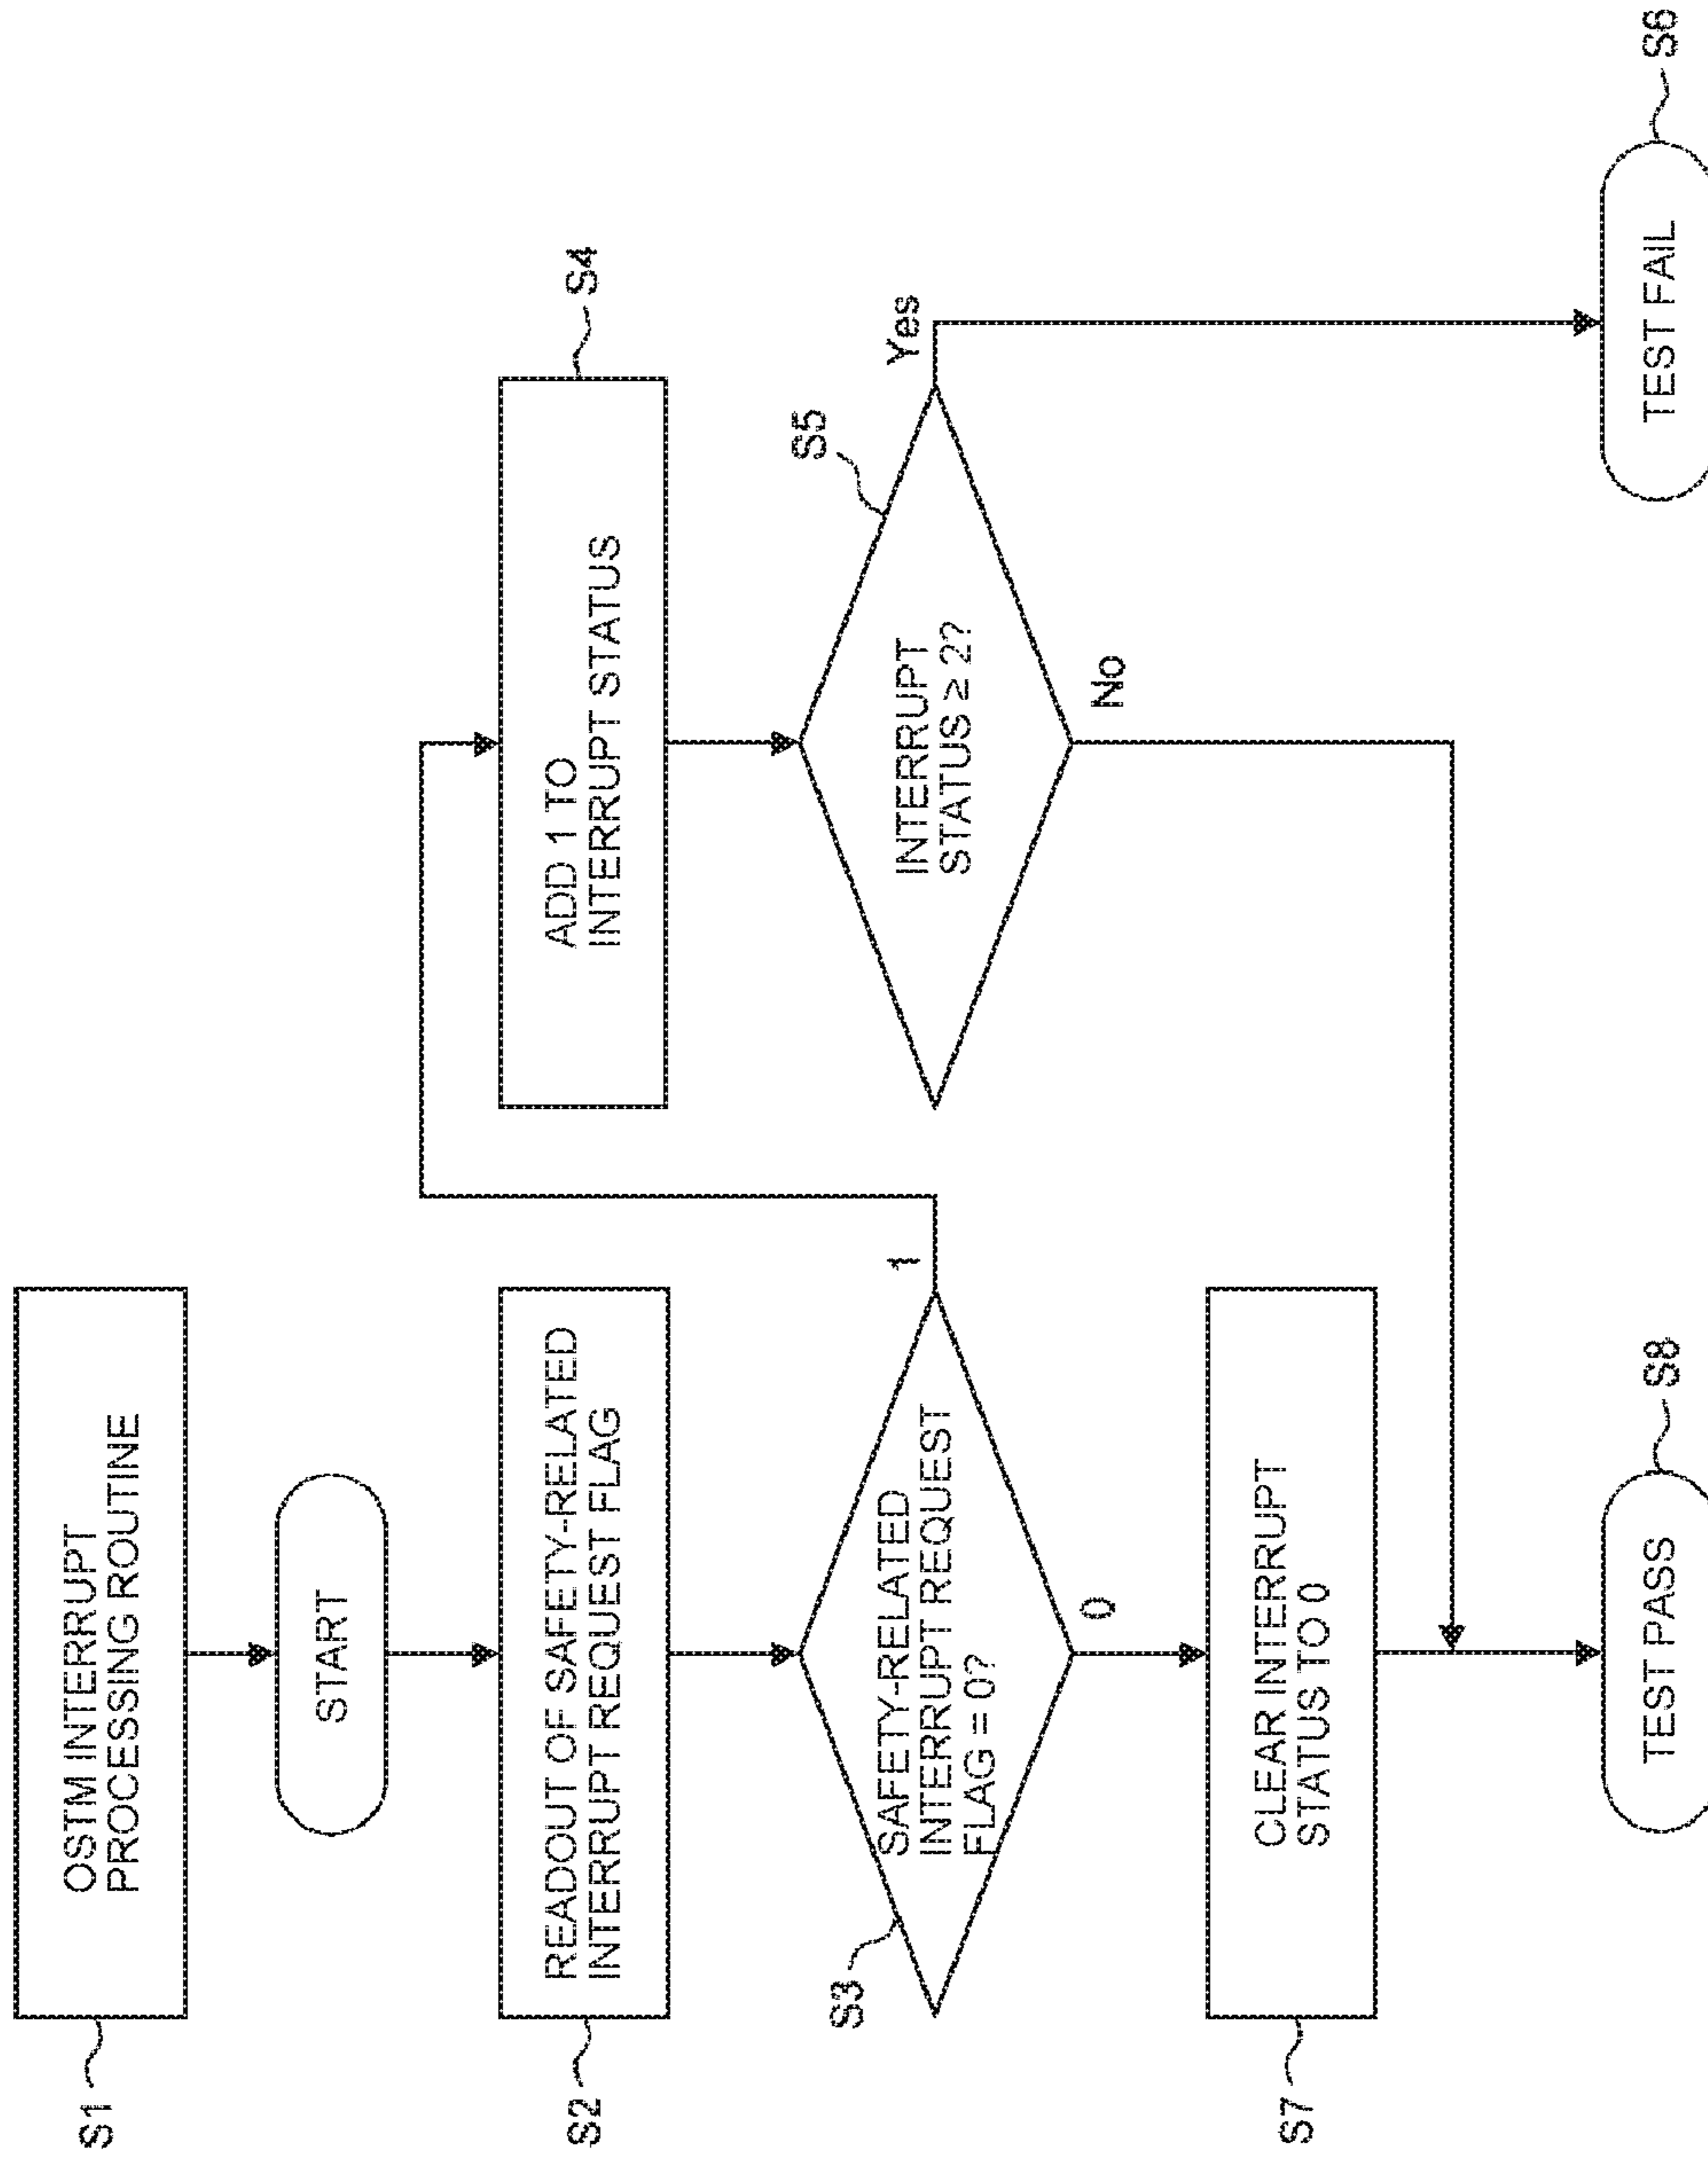 S1
OSTM INTERRUPT
PROCESSING ROUTINE
START
S2
READOUT OF SAFETY-RELATED
INTERRUPT REQUEST FLAG
S3
SAFETY-RELATED
INTERRUPT REQUEST
FLAG = 0?
1
0
S4
ADD 1 TO
INTERRUPT STATUS
S5
INTERRUPT
STATUS ≥ 2?
Yes
No
S7
CLEAR INTERRUPT
STATUS TO 0
TEST PASS
S8
TEST FAIL
S6